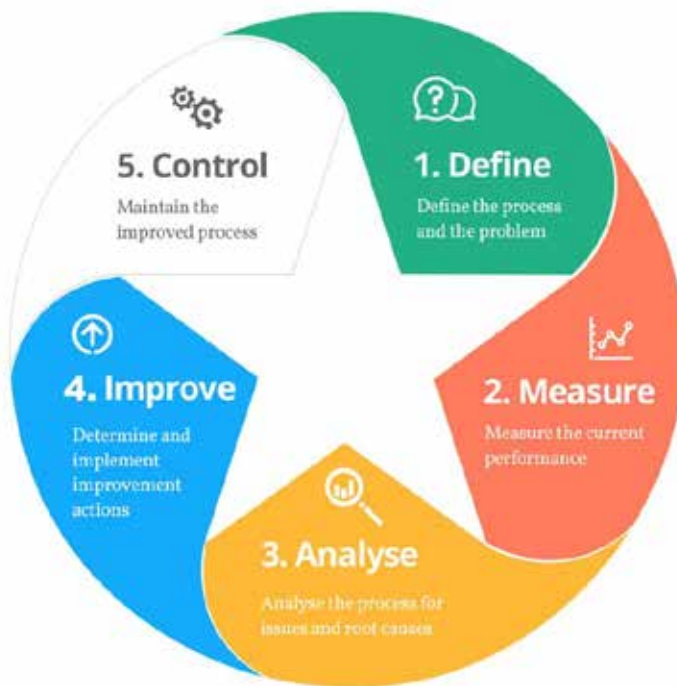 1. Define
Define the process
and the problem
2. Measure
Measure the current
performance
3. Analyse
Analyse the process for
issues and root causes
4. Improve
Determine and
implement
improvement
actions
5. Control
Maintain the
improved process